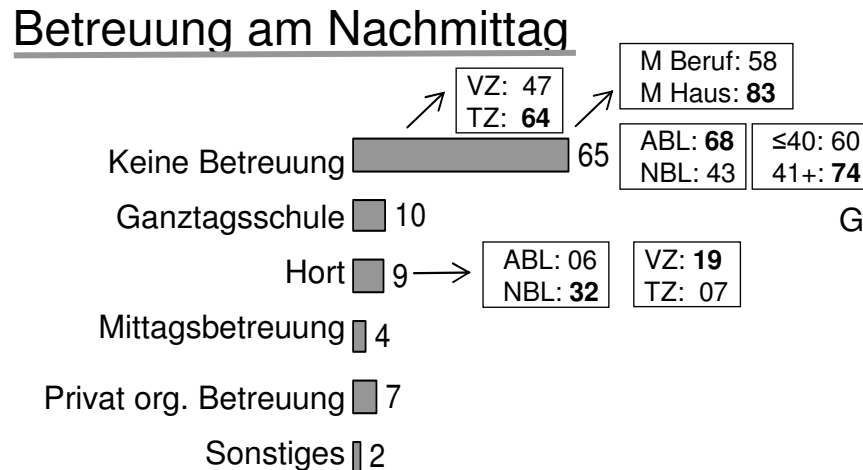 Betreuung am Nachmittag
VZ: 47
TZ: 64
M Beruf: 58
M Haus: 83
Keine Betreuung 65
ABL: 68
NBL: 43
≤40: 60
41+: 74
Ganztagsschule 10
G
Hort 9
ABL: 06
NBL: 32
VZ: 19
TZ: 07
Mittagsbetreuung 4
Privat org. Betreuung 7
Sonstiges 2